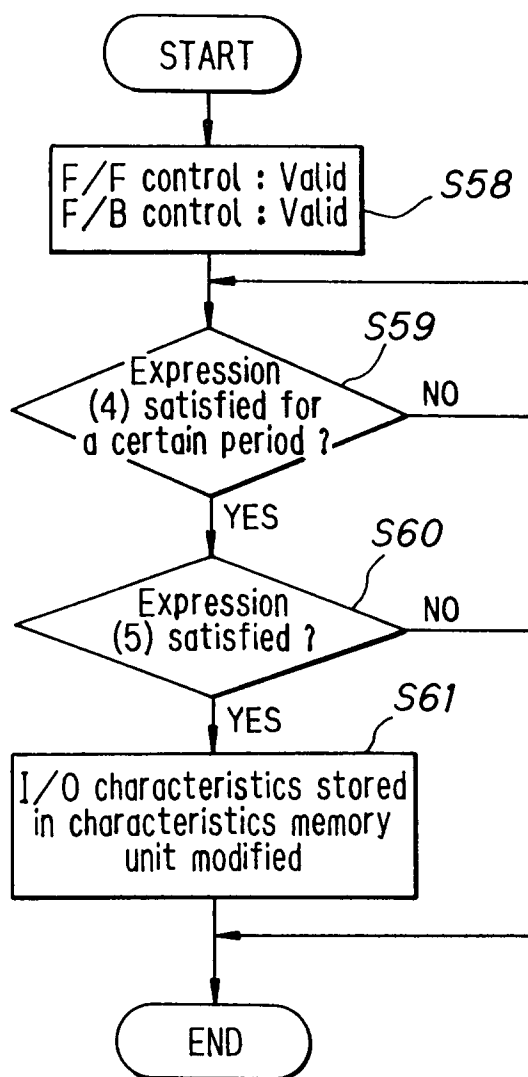 START
F/F control : Valid
F/B control : Valid
S58
S59
Expression
(4) satisfied for
a certain period ?
NO
YES
S60
Expression
(5) satisfied ?
NO
YES
S61
I/O characteristics stored
in characteristics memory
unit modified
END